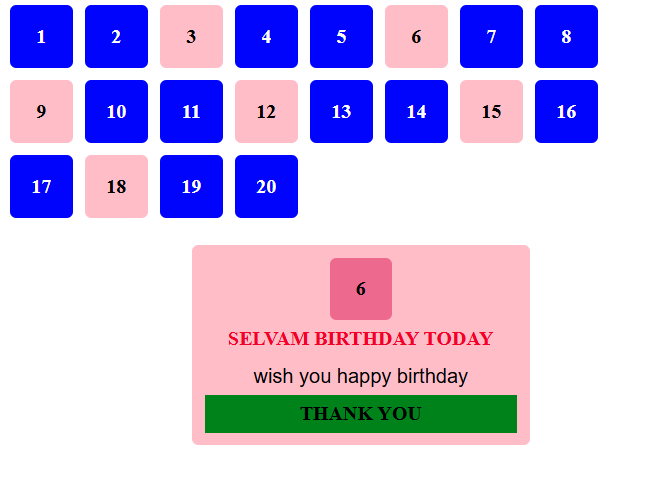 1 2 3 4 5 6 7 8
9 10 11 12 13 14 15 16
17 18 19 20
6
SELVAM BIRTHDAY TODAY
wish you happy birthday
THANK YOU